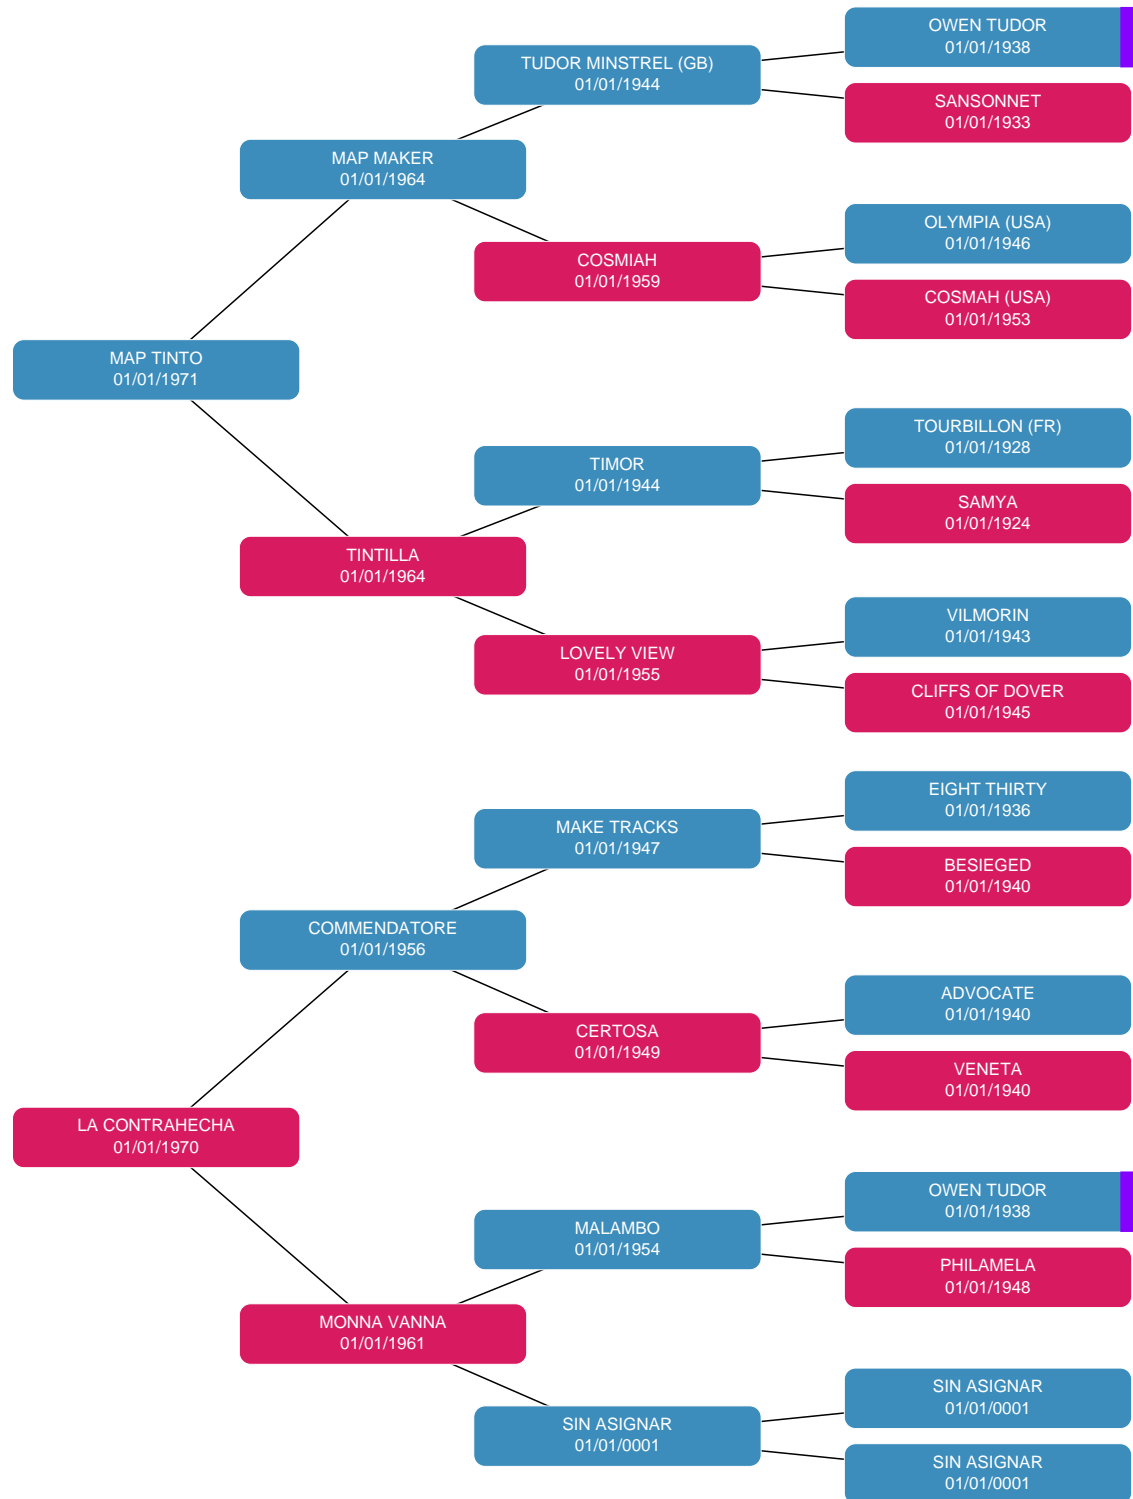 OWEN TUDOR
01/01/1938
TUDOR MINSTREL (GB)
01/01/1944
SANSONNET
01/01/1933
MAP MAKER
01/01/1964
OLYMPIA (USA)
01/01/1946
COSMIAH
01/01/1959
COSMAH (USA)
01/01/1953
MAP TINTO
01/01/1971
TOURBILLON (FR)
01/01/1928
TIMOR
01/01/1944
SAMYA
01/01/1924
TINTILLA
01/01/1964
VILMORIN
01/01/1943
LOVELY VIEW
01/01/1955
CLIFFS OF DOVER
01/01/1945
EIGHT THIRTY
01/01/1936
MAKE TRACKS
01/01/1947
BESIEGED
01/01/1940
COMMENDATORE
01/01/1956
ADVOCATE
01/01/1940
CERTOSA
01/01/1949
VENETA
01/01/1940
LA CONTRAHECHA
01/01/1970
OWEN TUDOR
01/01/1938
MALAMBO
01/01/1954
PHILAMELA
01/01/1948
MONNA VANNA
01/01/1961
SIN ASIGNAR
01/01/0001
SIN ASIGNAR
01/01/0001
SIN ASIGNAR
01/01/0001